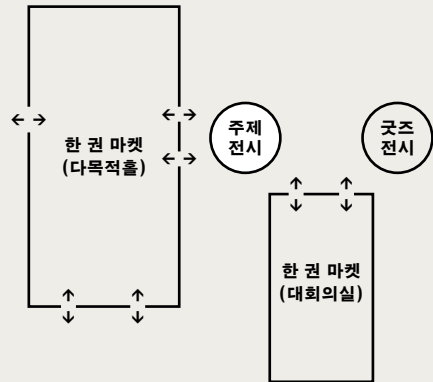 한 권 마켓
(다목적홀)
주제
전시
굿즈
전시
한 권 마켓
(대회의실)